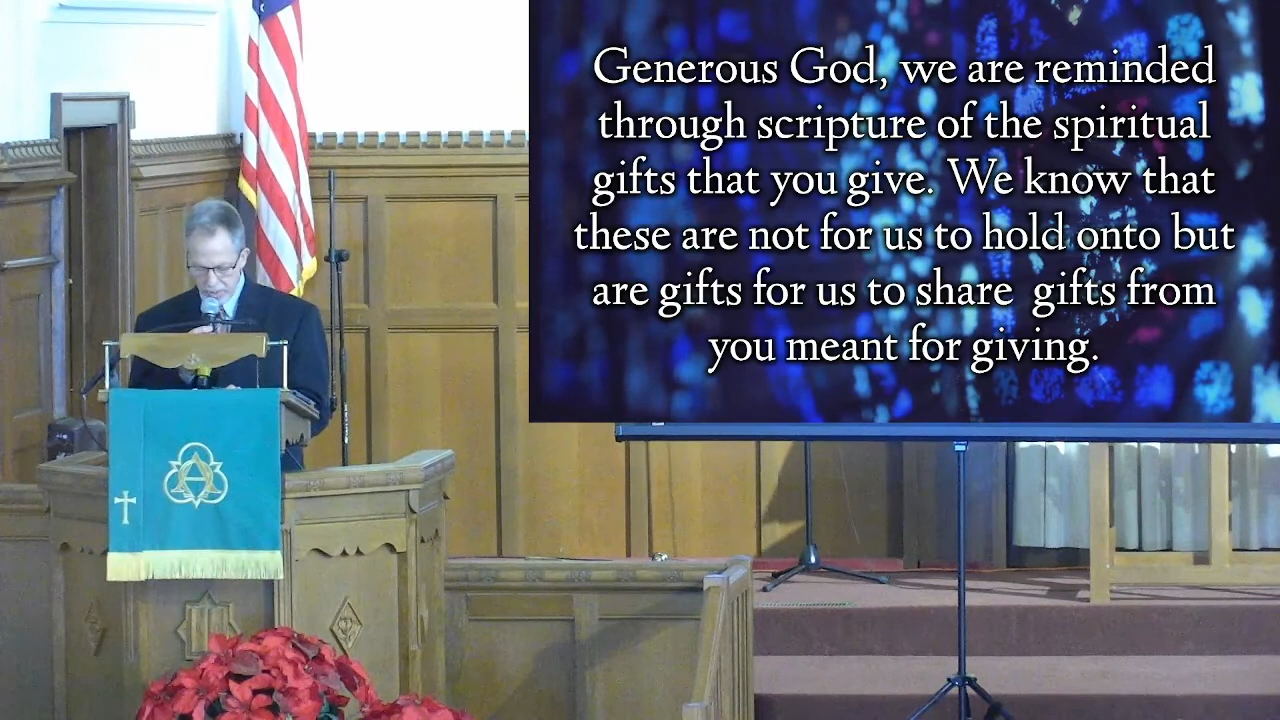 Generous God, we are reminded
through scripture of the spiritual
gifts that you give. We know that
these are not for us to hold onto but
are gifts for us to share  gifts from
you meant for giving.